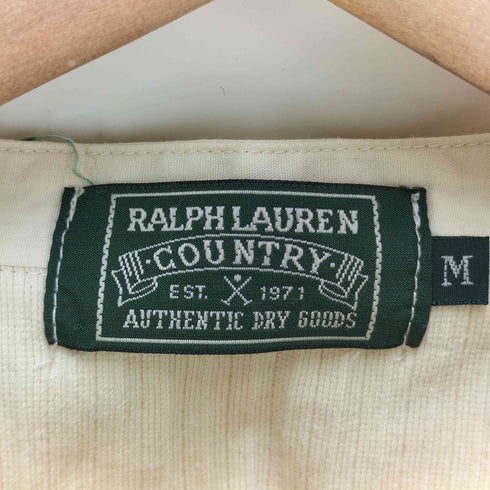 RALPH LAUREN
·COUNTRY·
EST. 1971
AUTHENTIC DRY GOODS
M